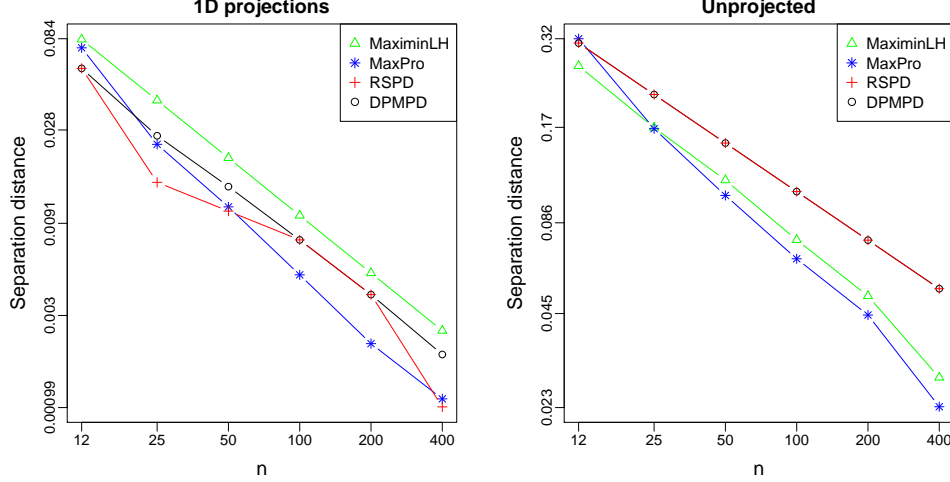 1D projections
MaximinLH
MaxPro
RSPD
DPMPD
Separation distance
0.084
0.028
0.0091
0.003
0.00099
12
25
50
100
200
400
n
Unprojected
MaximinLH
MaxPro
RSPD
DPMPD
Separation distance
0.32
0.17
0.086
0.045
0.023
12
25
50
100
200
400
n